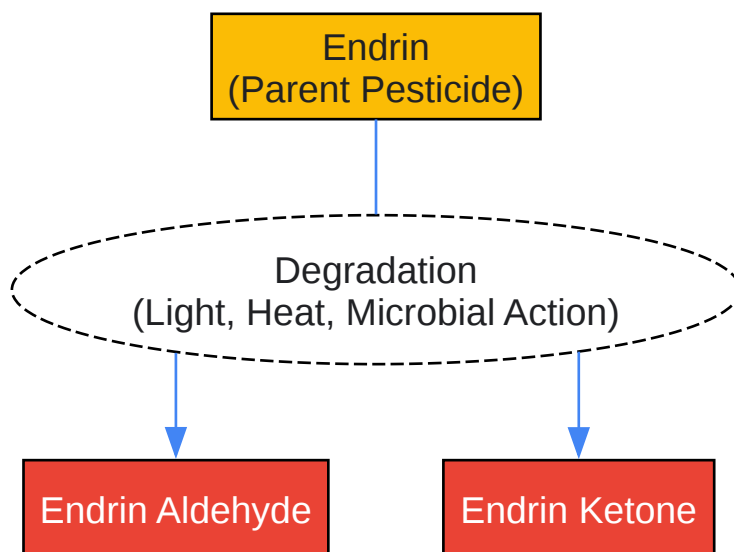 Endrin
(Parent Pesticide)
Degradation
(Light, Heat, Microbial Action)
Endrin Aldehyde
Endrin Ketone